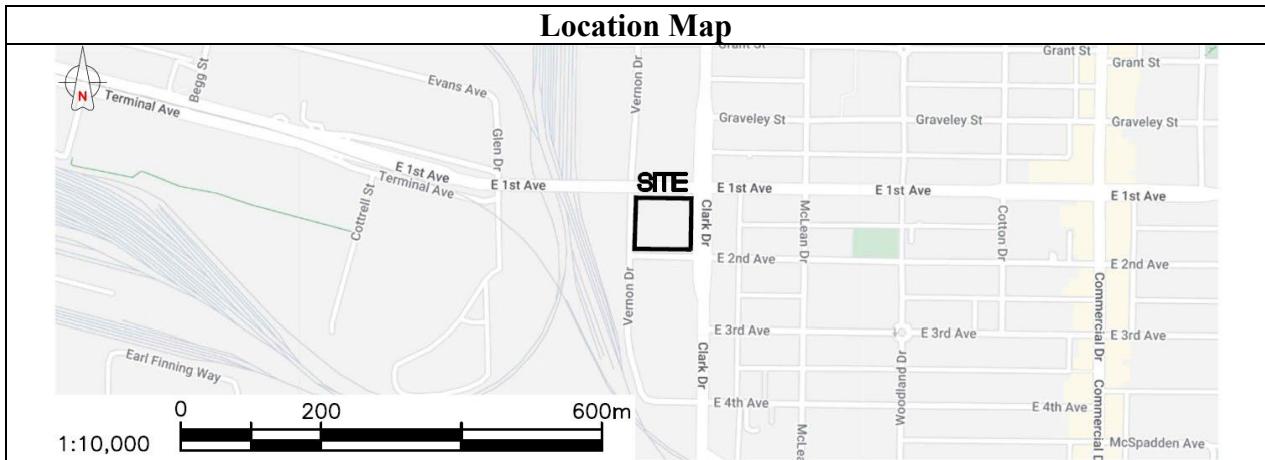 Location Map
N
Grant St
Grant St
Grant St
Begg St
Evans Ave
Vernon Dr
Terminal Ave
Graveley St
Graveley St
Graveley St
Glen Dr
E 1st Ave
Terminal Ave
E 1st Ave
SITE
E 1st Ave
E 1st Ave
E 1st Ave
Cottrell St
Clark Dr
McLean Dr
Cotton Dr
E 2nd Ave
E 2nd Ave
Vernon Dr
Commercial Dr
E 3rd Ave
E 3rd Ave
E 3rd Ave
Earl Finning Way
Clark Dr
Woodland Dr
Commercial D
E 4th Ave
E 4th Ave
McLea
McSpadden Ave
0 200 600m
1:10,000